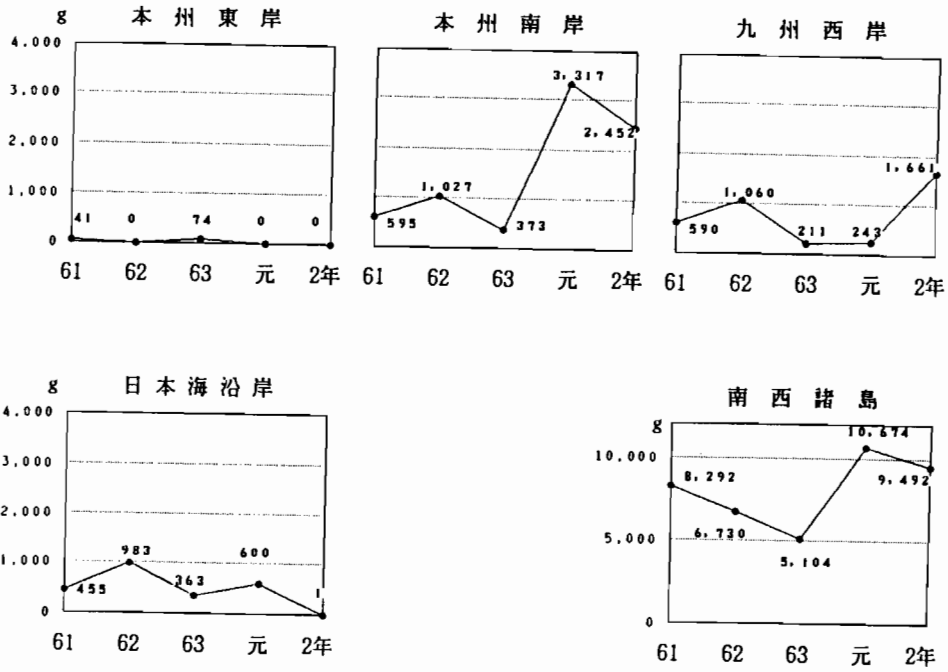 本州東岸
g
4,000
3,000
2,000
1,000
0
41 0 74 0 0
61 62 63 元 2年
本州南岸
595 1,027 373 3,317 2,452
61 62 63 元 2年
九州西岸
590 1,060 211 243 1,661
61 62 63 元 2年
日本海沿岸
g
4,000
3,000
2,000
1,000
0
455 983 363 600 1
61 62 63 元 2年
南西諸島
g
10,000
5,000
0
8,292 6,730 5,104 10,674 9,492
61 62 63 元 2年